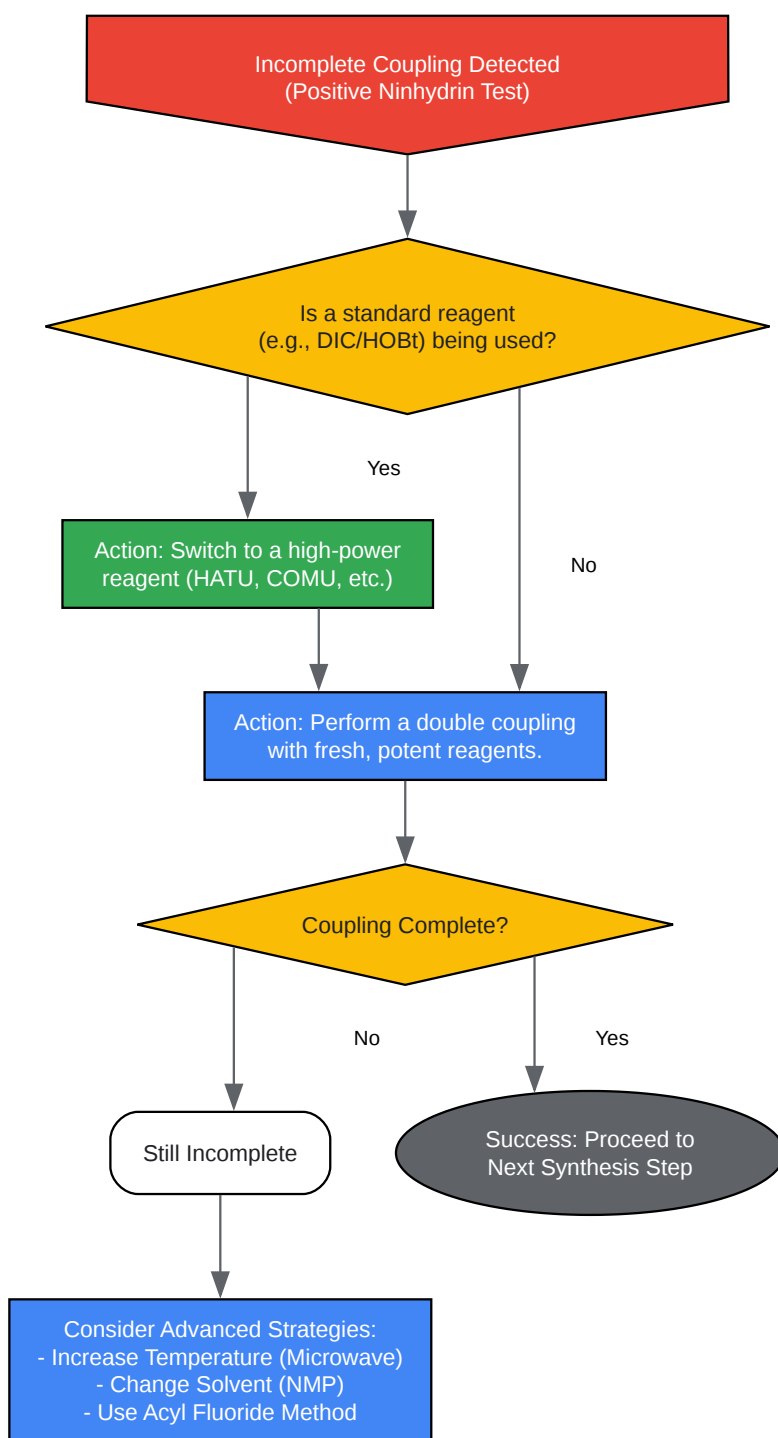 Incomplete Coupling Detected
(Positive Ninhydrin Test)
Is a standard reagent
(e.g., DIC/HOBt) being used?
Yes
Action: Switch to a high-power
reagent (HATU, COMU, etc.)
No
Action: Perform a double coupling
with fresh, potent reagents.
Coupling Complete?
No
Yes
Still Incomplete
Success: Proceed to
Next Synthesis Step
Consider Advanced Strategies:
- Increase Temperature (Microwave)
- Change Solvent (NMP)
- Use Acyl Fluoride Method